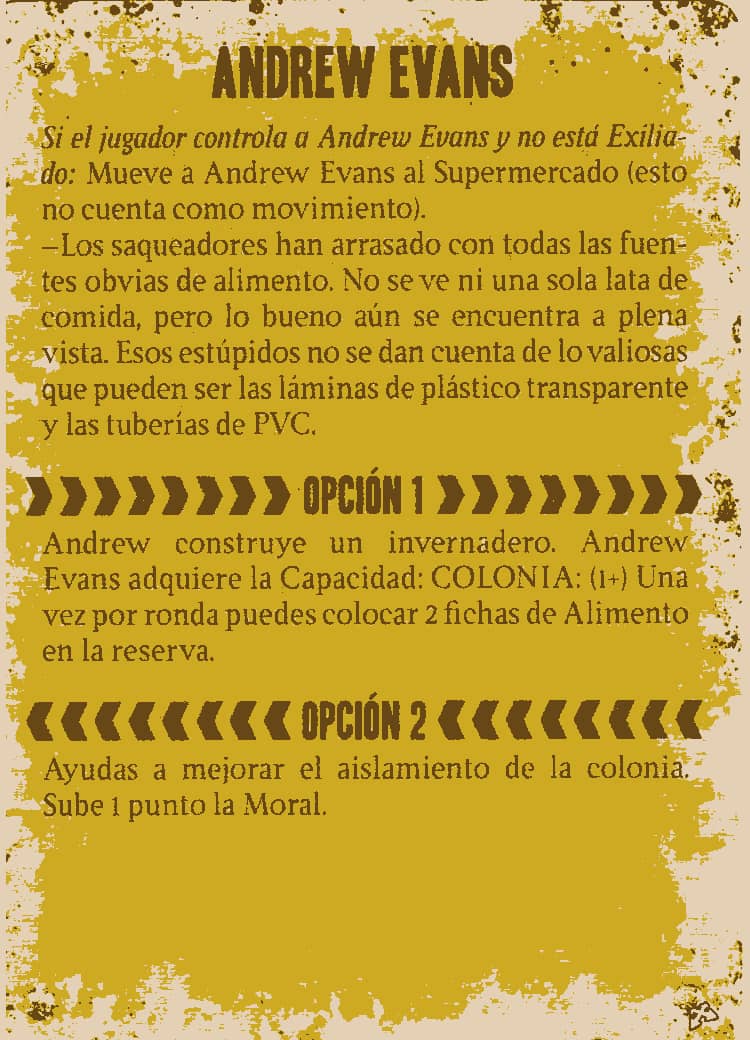 ANDREW EVANS
Si el jugador controla a Andrew Evans y no está Exilia-
do: Mueve a Andrew Evans al Supermercado (esto
no cuenta como movimiento).
–Los saqueadores han arrasado con todas las fuen-
tes obvias de alimento. No se ve ni una sola lata de
comida, pero lo bueno aún se encuentra a plena
vista. Esos estúpidos no se dan cuenta de lo valiosas
que pueden ser las láminas de plástico transparente
y las tuberías de PVC.
OPCIÓN 1
Andrew construye un invernadero. Andrew
Evans adquiere la Capacidad: COLONIA: (1+) Una
vez por ronda puedes colocar 2 fichas de Alimento
en la reserva.
OPCIÓN 2
Ayudas a mejorar el aislamiento de la colonia.
Sube 1 punto la Moral.